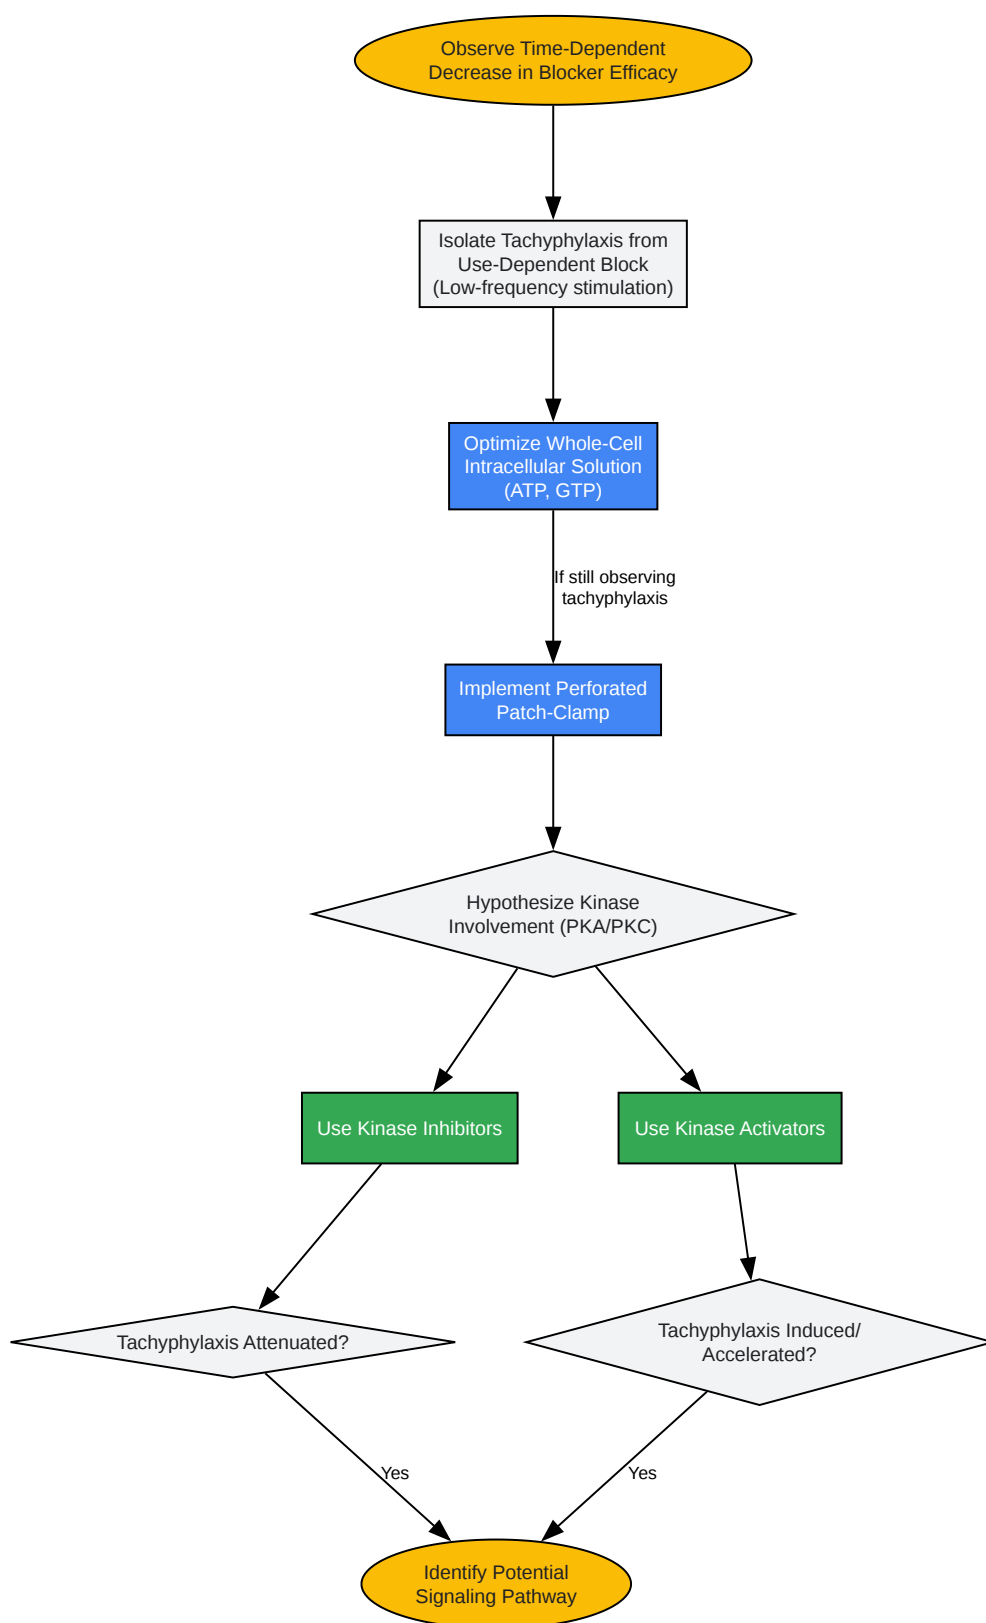 Observe Time-Dependent
Decrease in Blocker Efficacy
Isolate Tachyphylaxis from
Use-Dependent Block
(Low-frequency stimulation)
Optimize Whole-Cell
Intracellular Solution
(ATP, GTP)
If still observing
tachyphylaxis
Implement Perforated
Patch-Clamp
Hypothesize Kinase
Involvement (PKA/PKC)
Use Kinase Inhibitors
Use Kinase Activators
Tachyphylaxis Attenuated?
Tachyphylaxis Induced/
Accelerated?
Yes
Yes
Identify Potential
Signaling Pathway